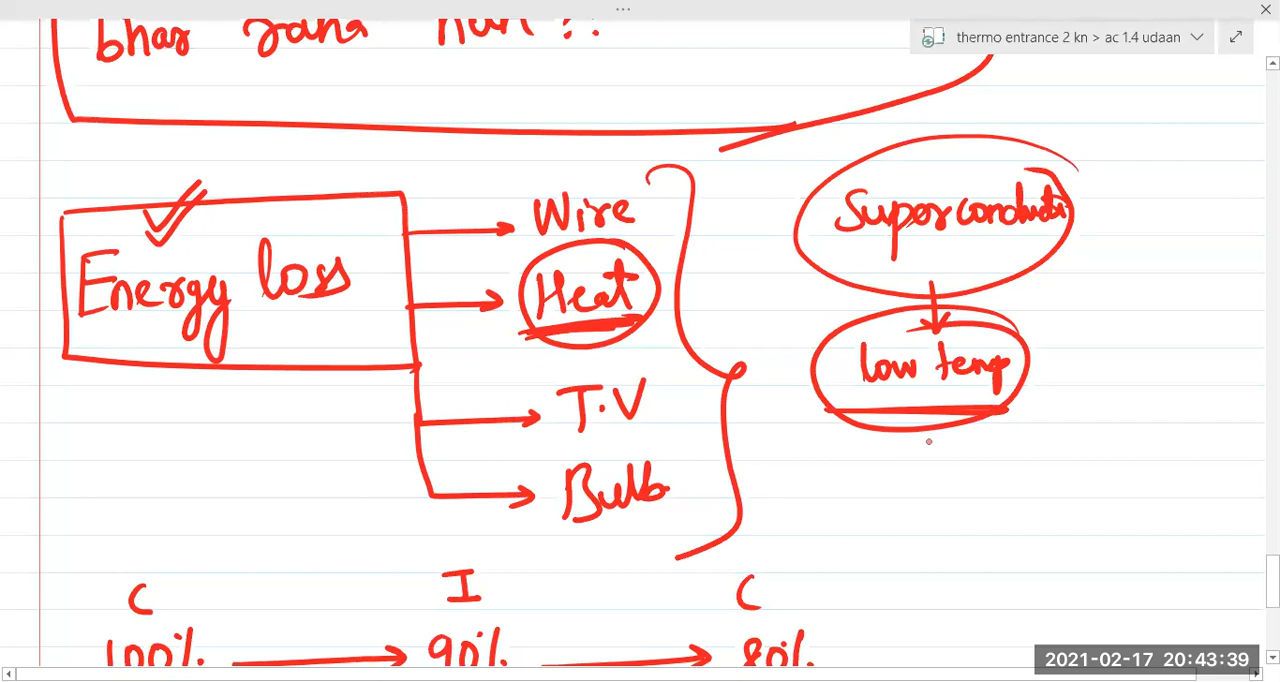 thermo entrance 2 kn > ac 1.4 udaan
bhar
Energy loss
Wire
Heat
T.V
Bulb
Low temp
C I C
100% 90% 80%
2021-02-17 20:43:39